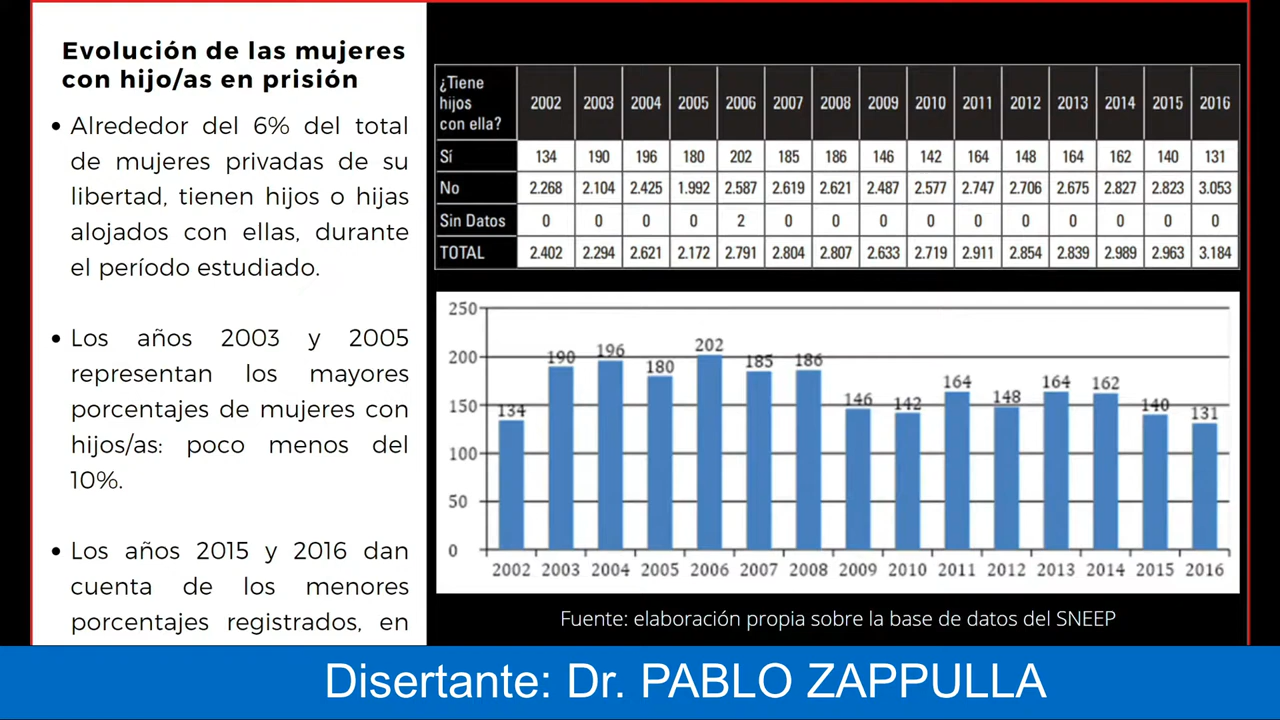 Evolución de las mujeres
con hijo/as en prisión
• Alrededor del 6% del total
de mujeres privadas de su
libertad, tienen hijos o hijas
alojados con ellas, durante
el período estudiado.
• Los años 2003 y 2005
representan los mayores
porcentajes de mujeres con
hijos/as: poco menos del
10%.
• Los años 2015 y 2016 dan
cuenta de los menores
porcentajes registrados, en
¿Tiene
hijos
con ella? 2002 2003 2004 2005 2006 2007 2008 2009 2010 2011 2012 2013 2014 2015 2016
Sí 134 190 196 180 202 185 186 146 142 164 148 164 162 140 131
No 2.268 2.104 2.425 1.992 2.587 2.619 2.621 2.487 2.577 2.747 2.706 2.675 2.827 2.823 3.053
Sin Datos 0 0 0 0 2 0 0 0 0 0 0 0 0 0 0
TOTAL 2.402 2.294 2.621 2.172 2.791 2.804 2.807 2.633 2.719 2.911 2.854 2.839 2.989 2.963 3.184
250
200
150
100
50
0
134 190 196 180 202 185 186 146 142 164 148 164 162 140 131
2002 2003 2004 2005 2006 2007 2008 2009 2010 2011 2012 2013 2014 2015 2016
Fuente: elaboración propia sobre la base de datos del SNEEP
Disertante: Dr. PABLO ZAPPULLA